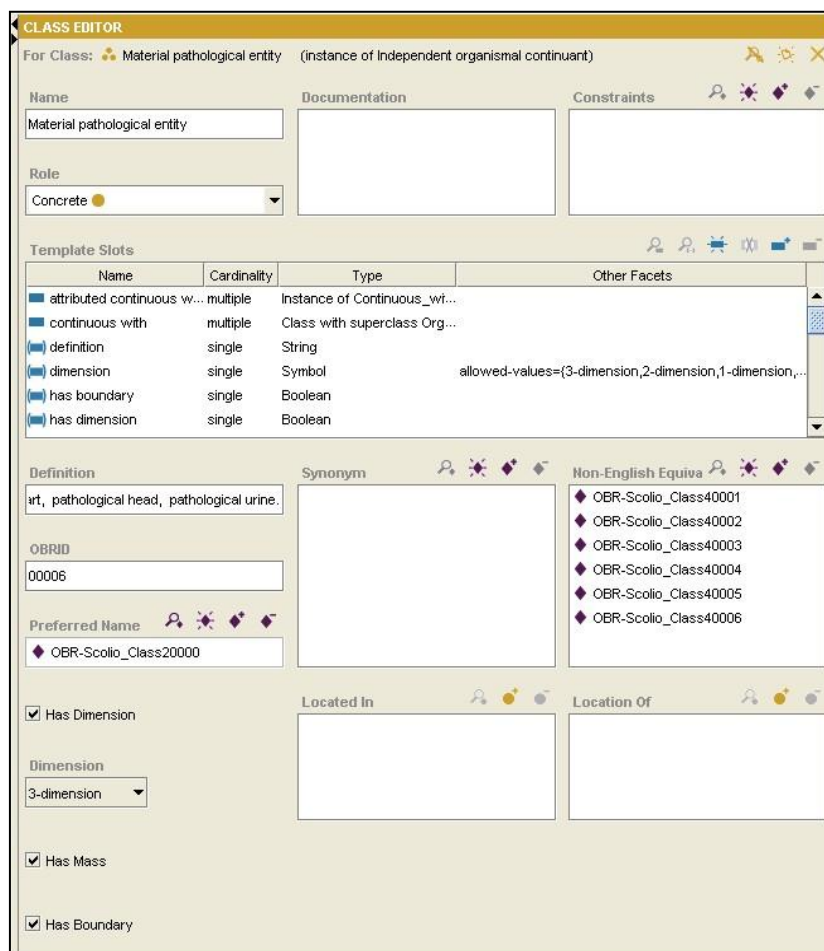 CLASS EDITOR
For Class: Material pathological entity (instance of Independent organismal continuant)
Name
Documentation
Constraints
Material pathological entity
Role
Concrete
Template Slots
Name Cardinality Type Other Facets
attributed continuous w... multiple Instance of Continuous_wi...
continuous with multiple Class with superclass Org...
definition single String
dimension single Symbol allowed-values={3-dimension,2-dimension,1-dimension,...
has boundary single Boolean
has dimension single Boolean
Definition
Synonym
Non-English Equiva
art, pathological head, pathological urine.
OBR-Scolio_Class40001
OBR-Scolio_Class40002
OBR-Scolio_Class40003
OBR-Scolio_Class40004
OBR-Scolio_Class40005
OBR-Scolio_Class40006
OBRID
00006
Preferred Name
OBR-Scolio_Class20000
Has Dimension
Located In
Location Of
Dimension
3-dimension
Has Mass
Has Boundary